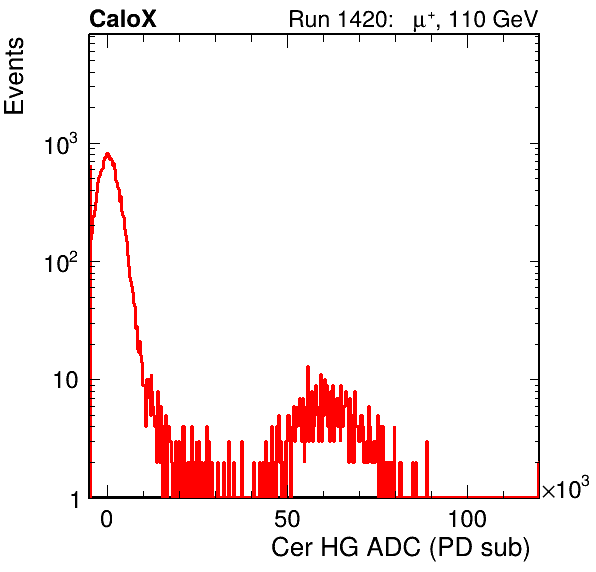 CaloX Run 1420: μ⁺, 110 GeV
Events
10³
10²
10
1
0 50 100 ×10³
Cer HG ADC (PD sub)